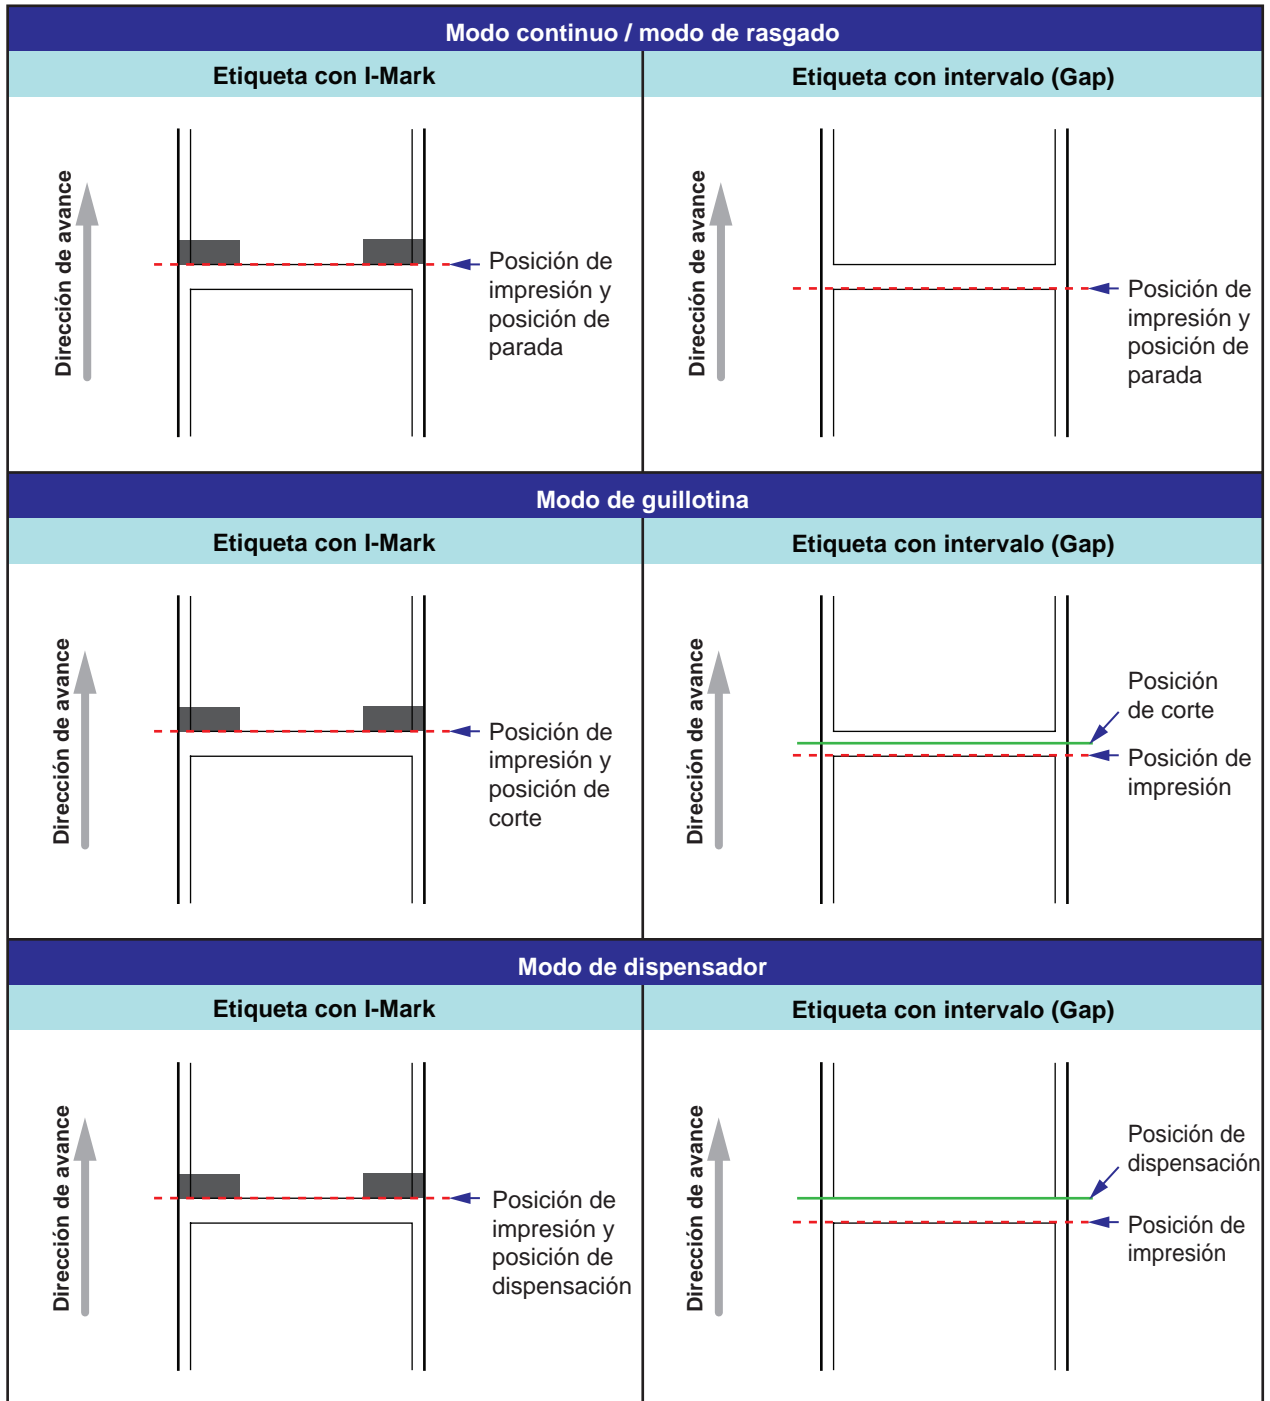 Modo continuo / modo de rasgado
Etiqueta con I-Mark
Etiqueta con intervalo (Gap)
Dirección de avance
Posición de
impresión y
posición de
parada
Dirección de avance
Posición de
impresión y
posición de
parada
Modo de guillotina
Etiqueta con I-Mark
Etiqueta con intervalo (Gap)
Dirección de avance
Posición de
impresión y
posición de
corte
Dirección de avance
Posición
de corte
Posición de
impresión
Modo de dispensador
Etiqueta con I-Mark
Etiqueta con intervalo (Gap)
Dirección de avance
Posición de
impresión y
posición de
dispensación
Dirección de avance
Posición de
dispensación
Posición de
impresión